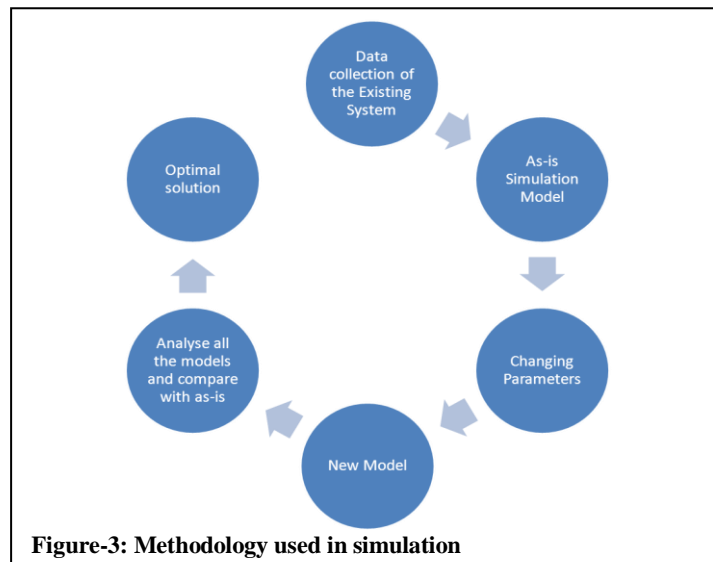 Data
collection of
the Existing
System
As-is
Simulation
Model
Changing
Parameters
New Model
Analyse all
the models
and compare
with as-is
Optimal
solution
Figure-3: Methodology used in simulation